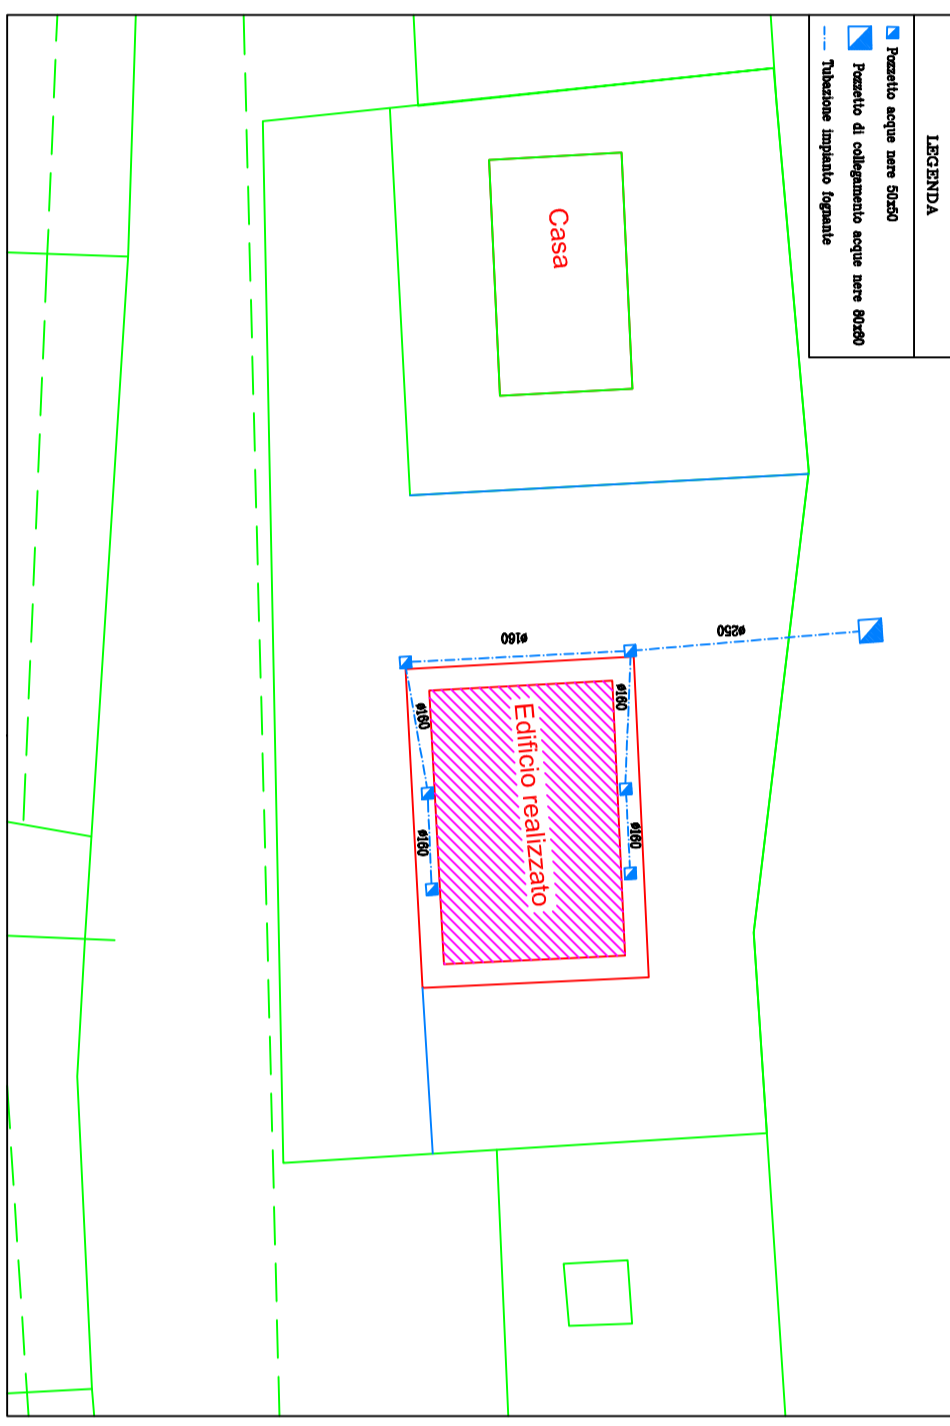 LEGENDA
Pozzetto acque nere 50x50
Pozzetto di collegamento acque nere 80x80
Tubazione impianto fognante
Casa
ø250
ø160
ø160
ø160
ø160
ø160
Edificio realizzato